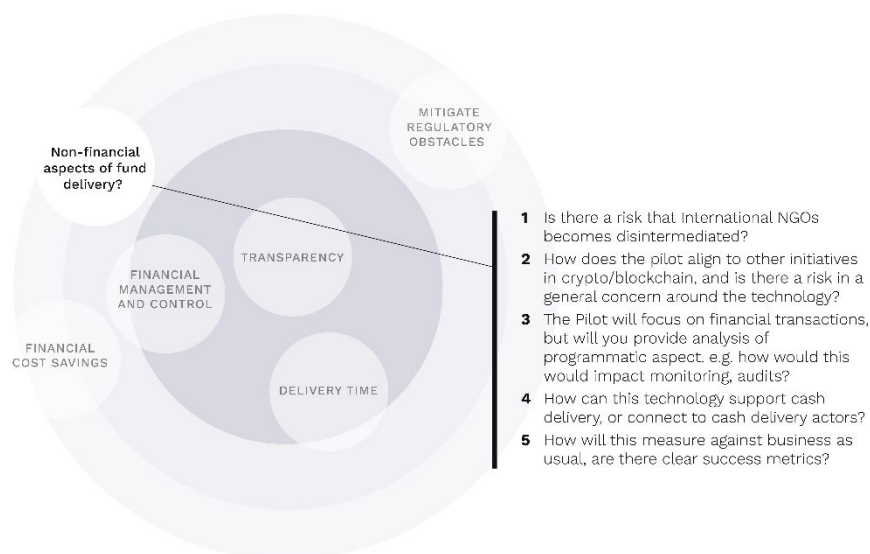 MITIGATE
REGULATORY
OBSTACLES
Non-financial
aspects of fund
delivery?
TRANSPARENCY
FINANCIAL
MANAGEMENT
AND CONTROL
FINANCIAL
COST SAVINGS
DELIVERY TIME
1 Is there a risk that International NGOs
becomes disintermediated?
2 How does the pilot align to other initiatives
in crypto/blockchain, and is there a risk in a
general concern around the technology?
3 The Pilot will focus on financial transactions,
but will you provide analysis of
programmatic aspect. e.g. how would this
would impact monitoring, audits?
4 How can this technology support cash
delivery, or connect to cash delivery actors?
5 How will this measure against business as
usual, are there clear success metrics?